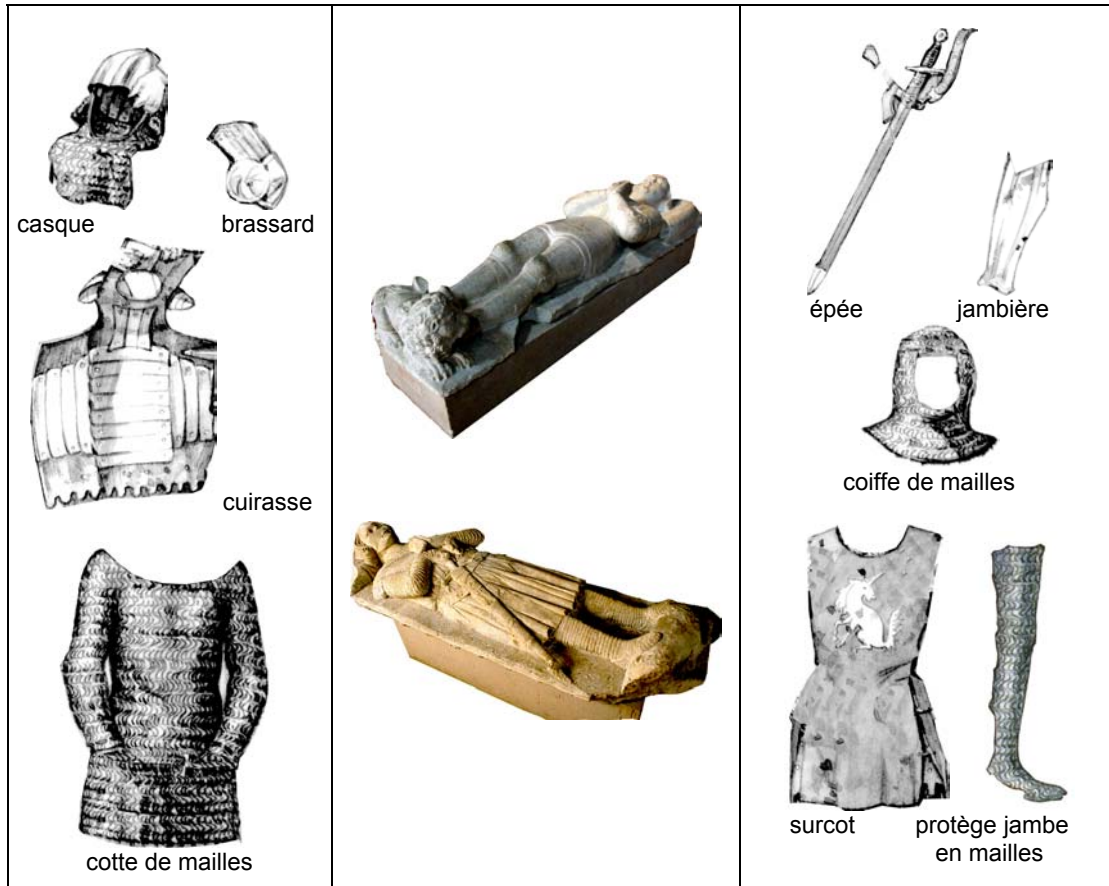 casque
brassard
cuirasse
cotte de mailles
épée
jambière
coiffe de mailles
surcot
protège jambe
en mailles